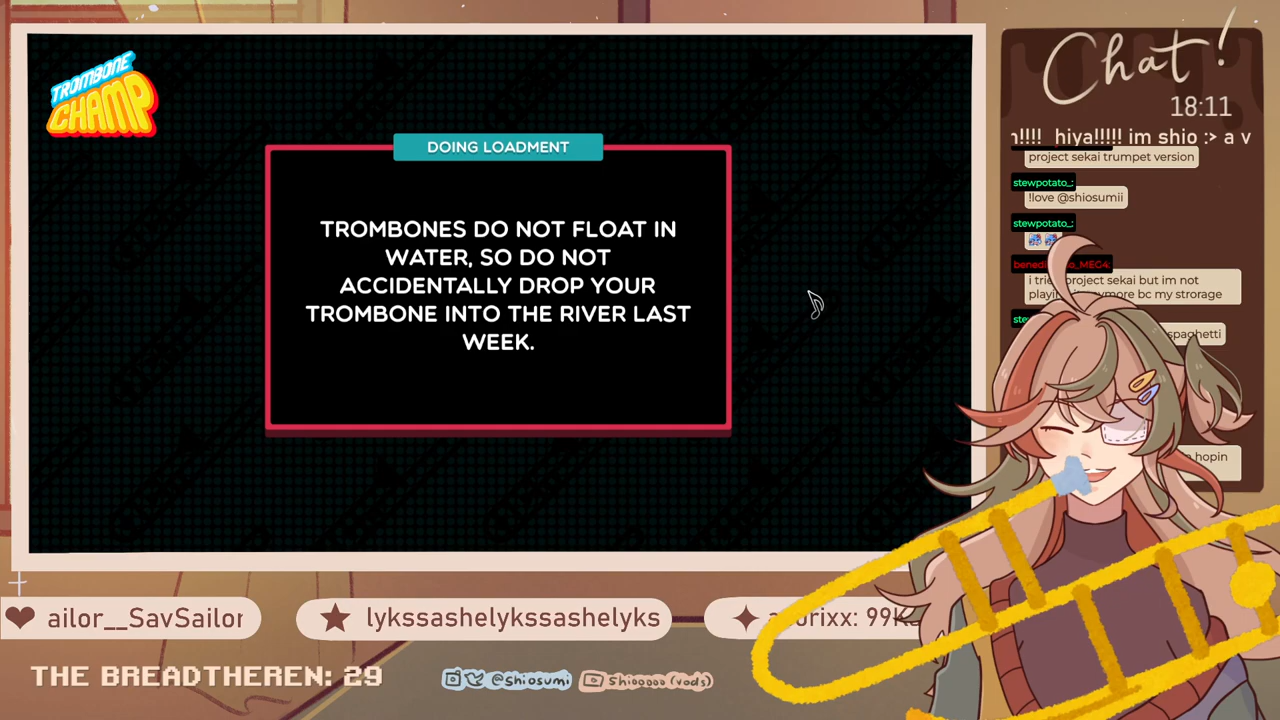 TROMBONE
CHAMP
DOING LOADMENT
TROMBONES DO NOT FLOAT IN
WATER, SO DO NOT
ACCIDENTALLY DROP YOUR
TROMBONE INTO THE RIVER LAST
WEEK.
Chat!
18:11
!!!! hiya!!!!! im shio :> a v
project sekai trumpet version
stewpotato_:
!love @shiosumii
stewpotato_:
i tried project sekai but im not
strorage
spaghetti
hopin
ailor__SavSailor
lykssashelykssashelyks
THE BREADTHEREN: 29
@shiosumi
Shiooooo (vods)